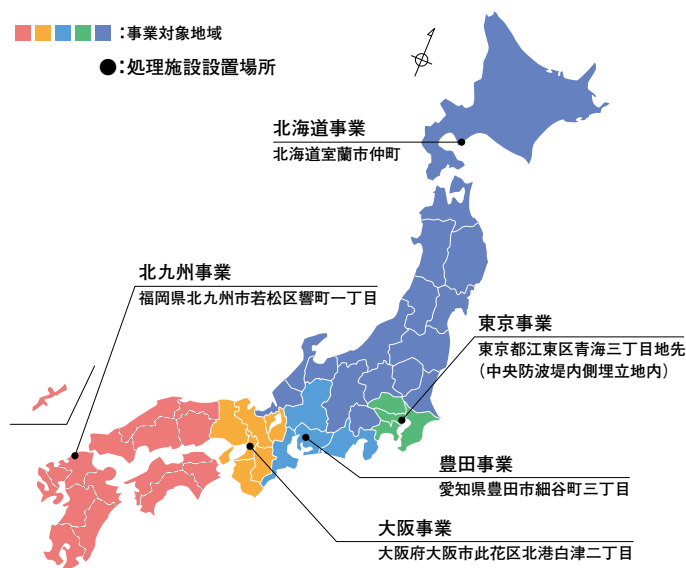 ：事業対象地域
●：処理施設設置場所
北海道事業
北海道室蘭市仲町
北九州事業
福岡県北九州市若松区響町一丁目
東京事業
東京都江東区青海三丁目地先
（中央防波堤内側埋立地内）
豊田事業
愛知県豊田市細谷町三丁目
大阪事業
大阪府大阪市此花区北港白津二丁目